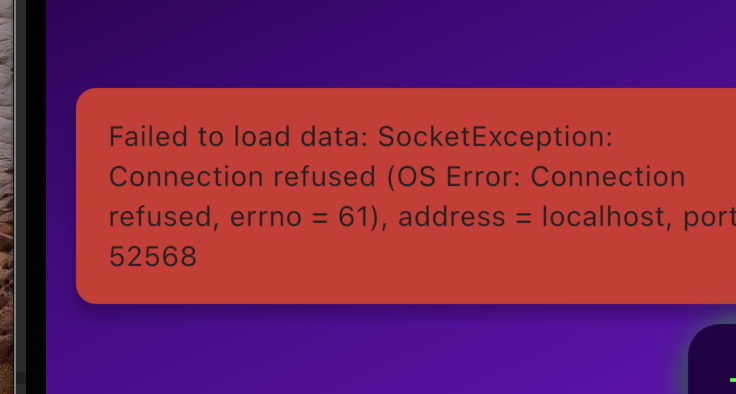 Failed to load data: SocketException:
Connection refused (OS Error: Connection
refused, errno = 61), address = localhost, port
52568